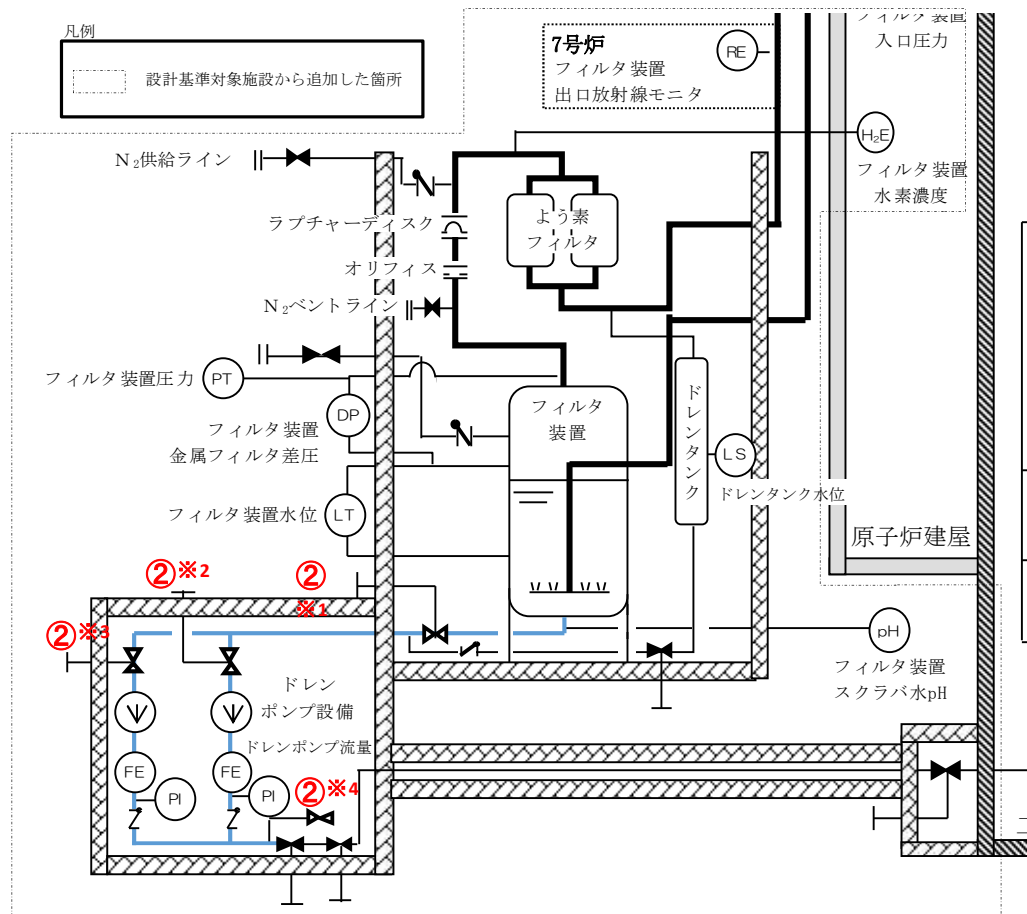 凡例
設計基準対象施設から追加した箇所
7号炉
フィルタ装置
出口放射線モニタ
RE
フィルタ装置
入口圧力
H₂E
フィルタ装置
水素濃度
N₂供給ライン
ラプチャーディスク
オリフィス
N₂ベントライン
よう素
フィルタ
フィルタ装置圧力
PT
DP
フィルタ装置
金属フィルタ差圧
フィルタ装置水位
LT
フィルタ
装置
ドレンタンク
LS
ドレンタンク水位
原子炉建屋
②※2
②
※1
②※3
pH
フィルタ装置
スクラバ水pH
ドレン
ポンプ設備
ドレンポンプ流量
FE
FE
PI
PI
②※4